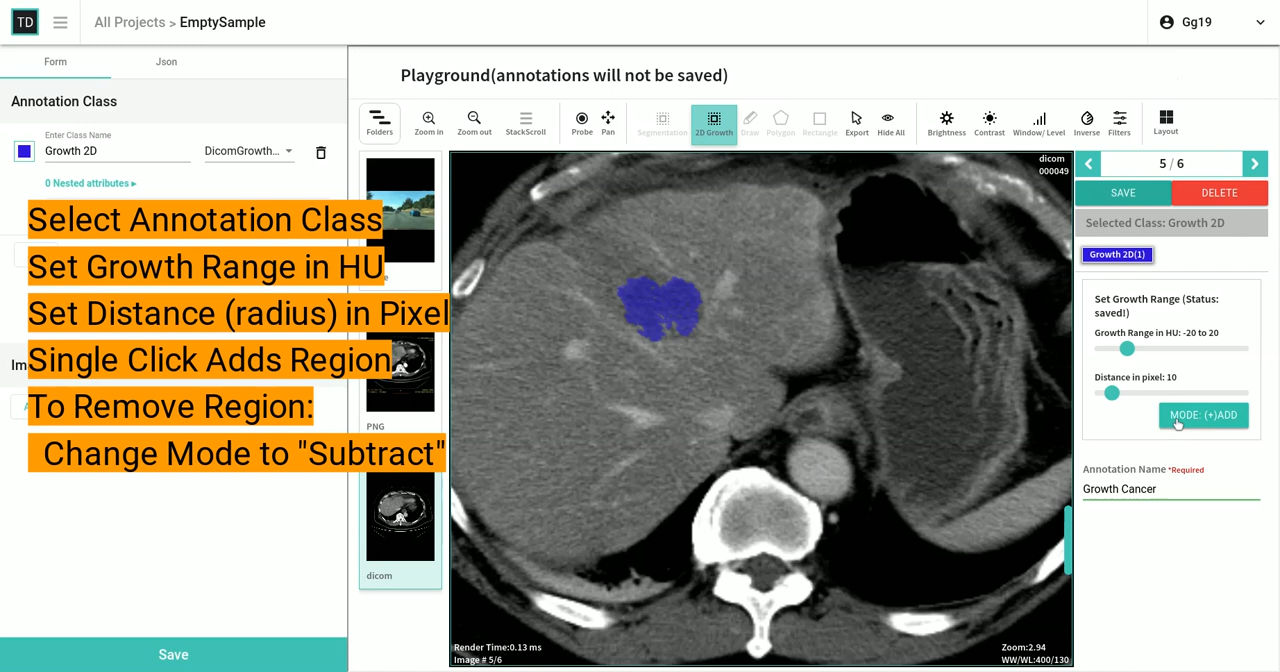 TD
All Projects > EmptySample
Gg19
Form
Json
Playground(annotations will not be saved)
Annotation Class
Enter Class Name
Growth 2D
DicomGrowth...
0 Nested attributes ▸
Select Annotation Class
Set Growth Range in HU
Set Distance (radius) in Pixel
Single Click Adds Region
To Remove Region:
Change Mode to "Subtract"
Im
Save
Folders
Zoom in
Zoom out
StackScroll
Probe
Pan
Segmentation
2D Growth
Draw
Polygon
Rectangle
Export
Hide All
Brightness
Contrast
Window/ Level
Inverse
Filters
Layout
PNG
dicom
dicom
000049
Render Time:0.13 ms
Image # 5/6
Zoom:2.94
WW/WL:400/130
5 / 6
SAVE
DELETE
Selected Class: Growth 2D
Growth 2D(1)
Set Growth Range (Status:
saved!)
Growth Range in HU: -20 to 20
Distance in pixel: 10
MODE: (+)ADD
Annotation Name *Required
Growth Cancer